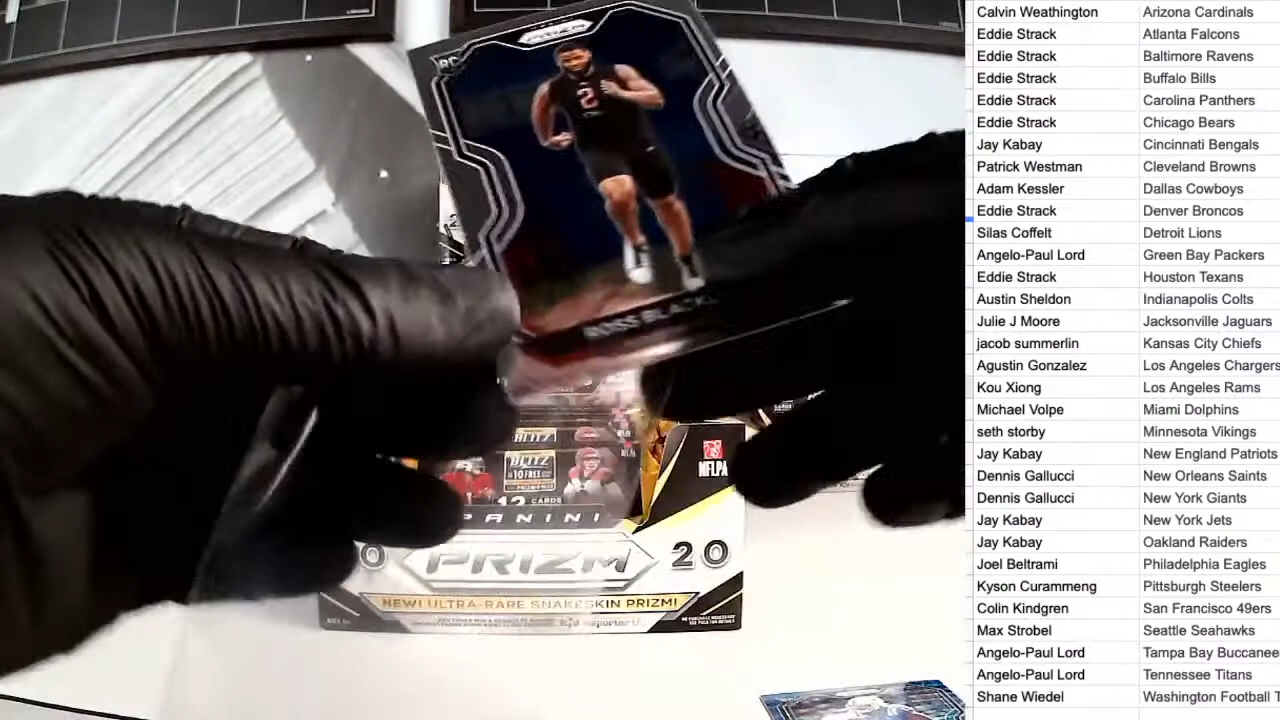 PRIZM
RC
2
ROSS BLACK
BLITZ
BLITZ
10 FREE
12 CARDS
NFLPA
PANINI
PRIZM
20
NEW! ULTRA-RARE SNAKESKIN PRIZM!
Calvin Weathington Arizona Cardinals
Eddie Strack Atlanta Falcons
Eddie Strack Baltimore Ravens
Eddie Strack Buffalo Bills
Eddie Strack Carolina Panthers
Eddie Strack Chicago Bears
Jay Kabay Cincinnati Bengals
Patrick Westman Cleveland Browns
Adam Kessler Dallas Cowboys
Eddie Strack Denver Broncos
Silas Coffelt Detroit Lions
Angelo-Paul Lord Green Bay Packers
Eddie Strack Houston Texans
Austin Sheldon Indianapolis Colts
Julie J Moore Jacksonville Jaguars
jacob summerlin Kansas City Chiefs
Agustin Gonzalez Los Angeles Chargers
Kou Xiong Los Angeles Rams
Michael Volpe Miami Dolphins
seth storby Minnesota Vikings
Jay Kabay New England Patriots
Dennis Gallucci New Orleans Saints
Dennis Gallucci New York Giants
Jay Kabay New York Jets
Jay Kabay Oakland Raiders
Joel Beltrami Philadelphia Eagles
Kyson Curammeng Pittsburgh Steelers
Colin Kindgren San Francisco 49ers
Max Strobel Seattle Seahawks
Angelo-Paul Lord Tampa Bay Buccanee
Angelo-Paul Lord Tennessee Titans
Shane Wiedel Washington Football T